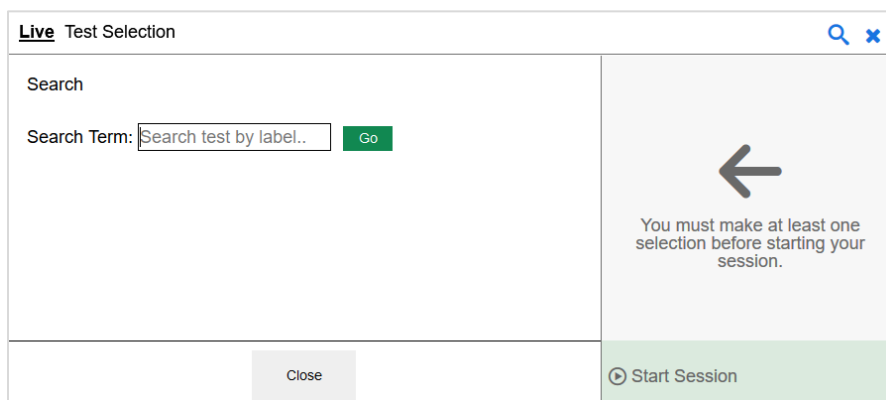 Live Test Selection
Search
Search Term: Search test by label.. Go
You must make at least one
selection before starting your
session.
Close
Start Session